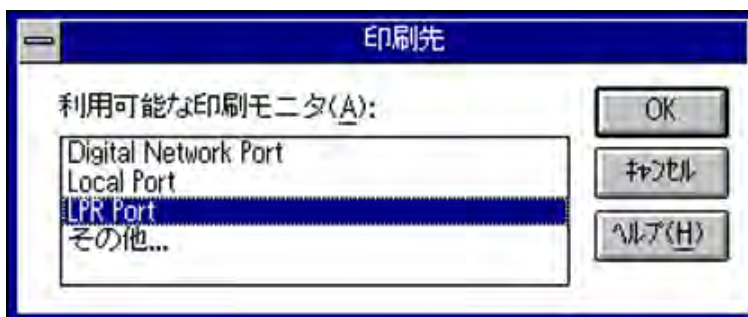 印刷先
利用可能な印刷モニタ(A):
Digital Network Port
Local Port
LPR Port
その他...
OK
ｷｬﾝｾﾙ
ﾍﾙﾌﾟ(H)